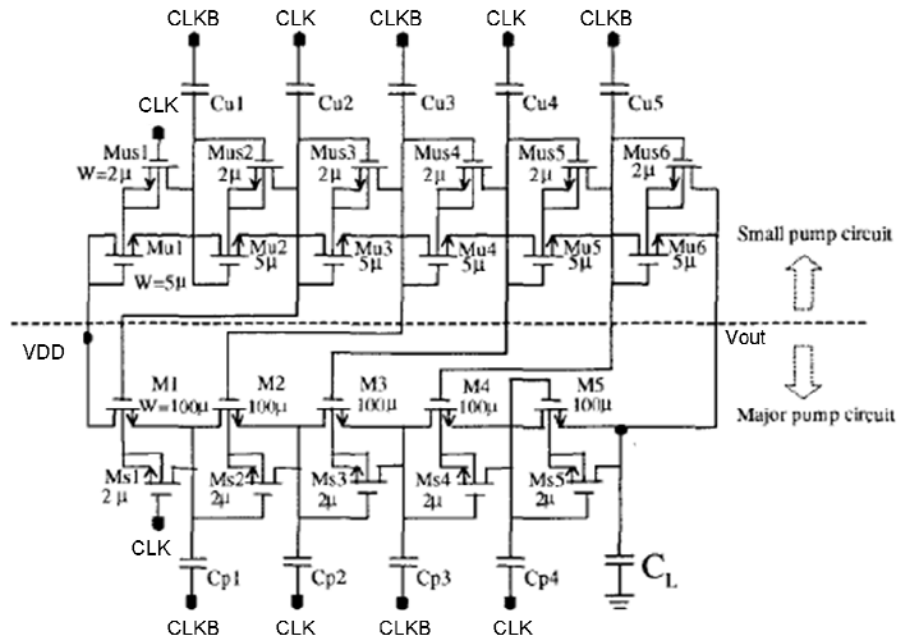 CLKB CLK CLKB CLK CLKB
Cu1 Cu2 Cu3 Cu4 Cu5
CLK
Mus1 Mus2 Mus3 Mus4 Mus5 Mus6
W=2μ 2μ 2μ 2μ 2μ 2μ
Mu1 Mu2 Mu3 Mu4 Mu5 Mu6
W=5μ 5μ 5μ 5μ 5μ 5μ
Small pump circuit
VDD
Vout
M1 M2 M3 M4 M5
W=100μ 100μ 100μ 100μ 100μ
Major pump circuit
Ms1 Ms2 Ms3 Ms4 Ms5
2μ 2μ 2μ 2μ 2μ
CLK
Cp1 Cp2 Cp3 Cp4 CL
CLKB CLK CLKB CLK